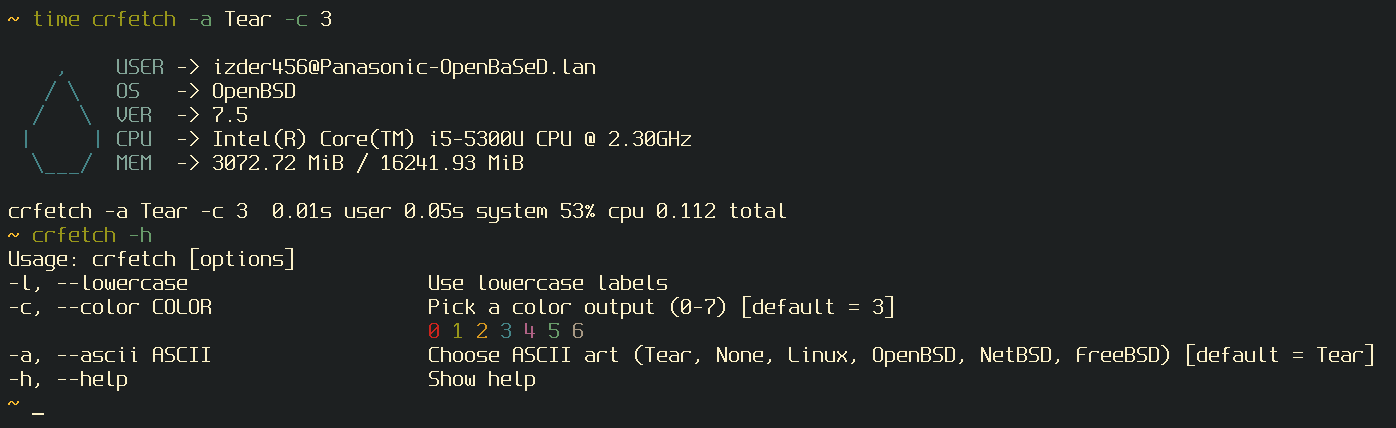 ~ time crfetch -a Tear -c 3
    ,    USER -> izder456@Panasonic-OpenBaSeD.lan
   / \   OS   -> OpenBSD
  /   \  VER  -> 7.5
 |     | CPU  -> Intel(R) Core(TM) i5-5300U CPU @ 2.30GHz
  \___/  MEM  -> 3072.72 MiB / 16241.93 MiB
crfetch -a Tear -c 3  0.01s user 0.05s system 53% cpu 0.112 total
~ crfetch -h
Usage: crfetch [options]
-l, --lowercase                    Use lowercase labels
-c, --color COLOR                  Pick a color output (0-7) [default = 3]
                                   0 1 2 3 4 5 6
-a, --ascii ASCII                  Choose ASCII art (Tear, None, Linux, OpenBSD, NetBSD, FreeBSD) [default = Tear]
-h, --help                         Show help
~ _